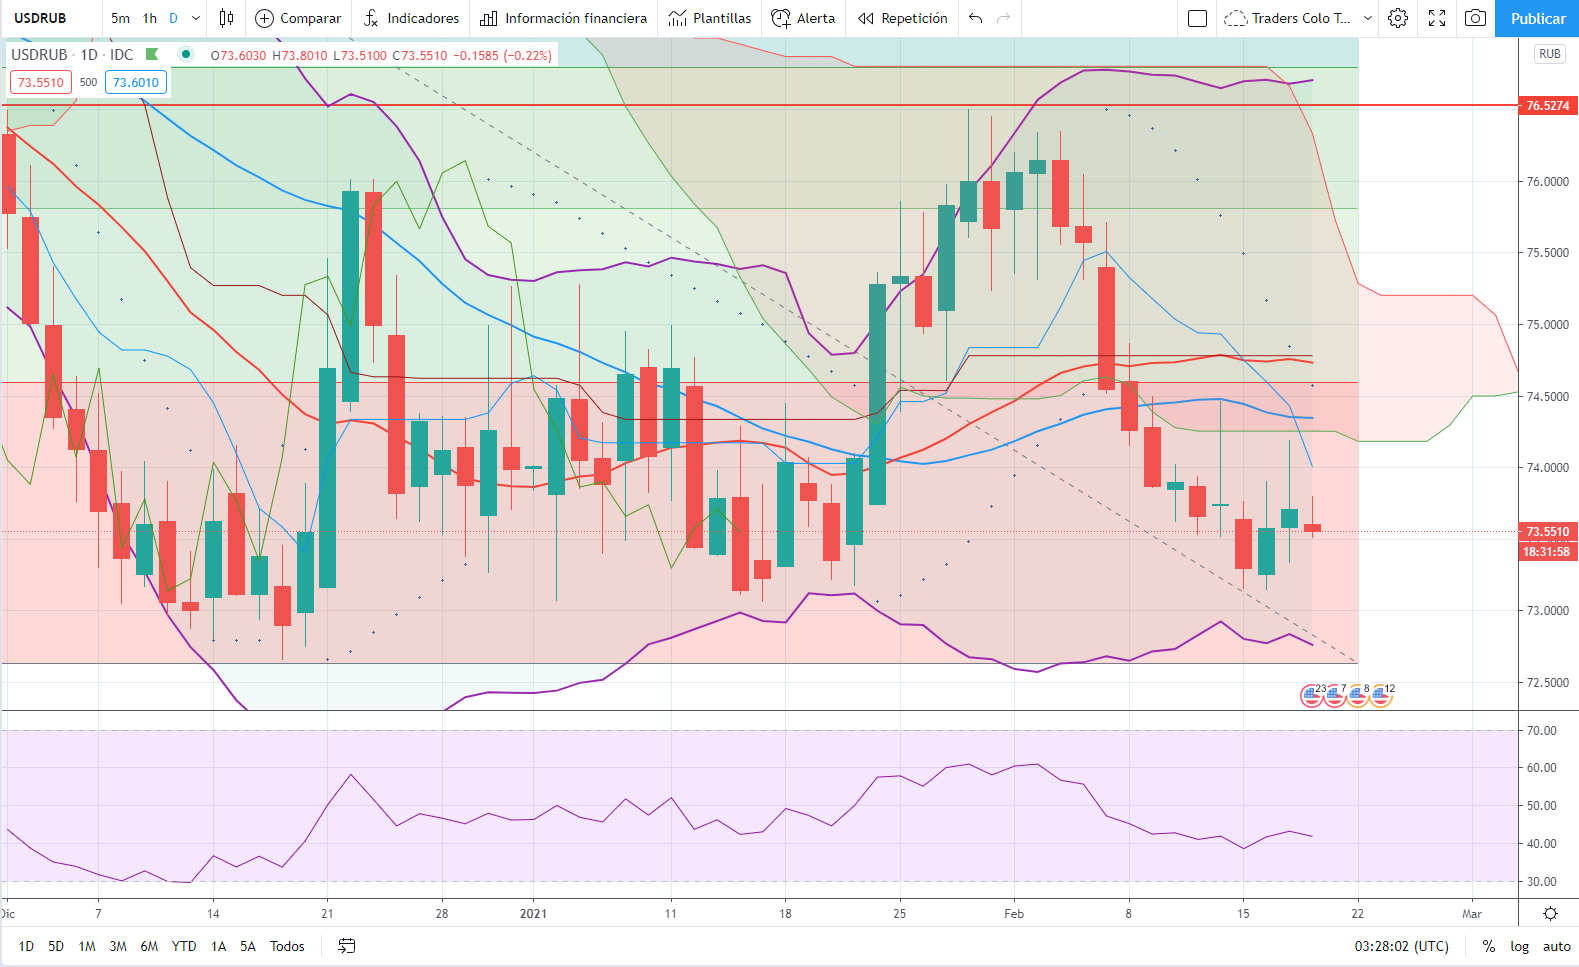 USDRUB 5m 1h D Comparar Indicadores Información financiera Plantillas Alerta Repetición Traders Colo T... Publicar
USDRUB · 1D · IDC O73.6030 H73.8010 L73.5100 C73.5510 −0.1585 (−0.22%)
RUB
73.5510 500 73.6010
76.5274
76.0000
75.5000
75.0000
74.5000
74.0000
73.5510
18:31:58
73.0000
72.5000
23 7 8 12
70.00
60.00
50.00
40.00
30.00
Dic 7 14 21 28 2021 11 18 25 Feb 8 15 22 Mar
1D 5D 1M 3M 6M YTD 1A 5A Todos 03:28:02 (UTC) % log auto